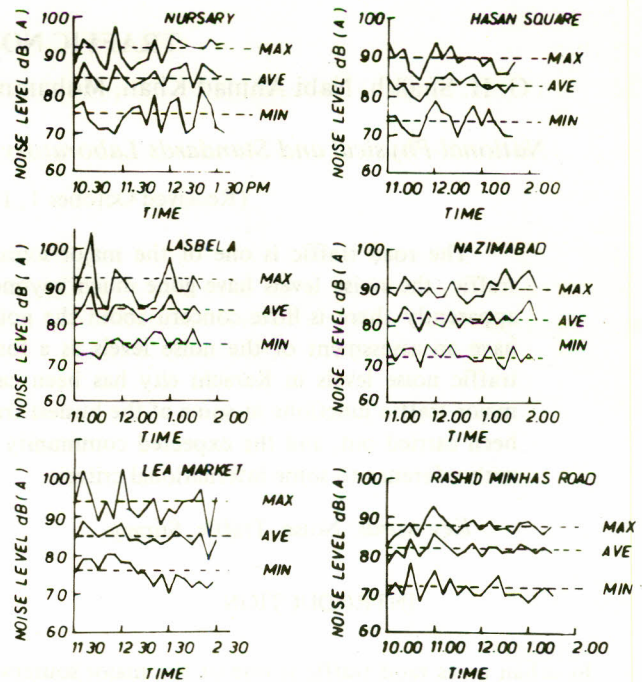 NURSARY
NOISE LEVEL dB(A)
100
90
80
70
60
MAX
AVE
MIN
10.30 11.30 12.30 1 30 PM
TIME
HASAN SQUARE
NOISE LEVEL dB(A)
100
90
80
70
60
MAX
AVE
MIN
11.00 12.00 1.00 2.00
TIME
LASBELA
NOISE LEVEL dB(A)
100
90
80
70
60
MAX
AVE
MIN
11.00 12.00 1.00 2.00
TIME
NAZIMABAD
NOISE LEVEL dB(A)
100
90
80
70
60
MAX
AVE
MIN
11.00 12.00 1.00 2.00
TIME
LEA MARKET
NOISE LEVEL dB(A)
100
90
80
70
60
MAX
AVE
MIN
11.30 12.30 1.30 2.30
TIME
RASHID MINHAS ROAD
NOISE LEVEL dB(A)
100
90
80
70
60
MAX
AVE
MIN
10.00 11.00 12.00 1.00 2.00
TIME